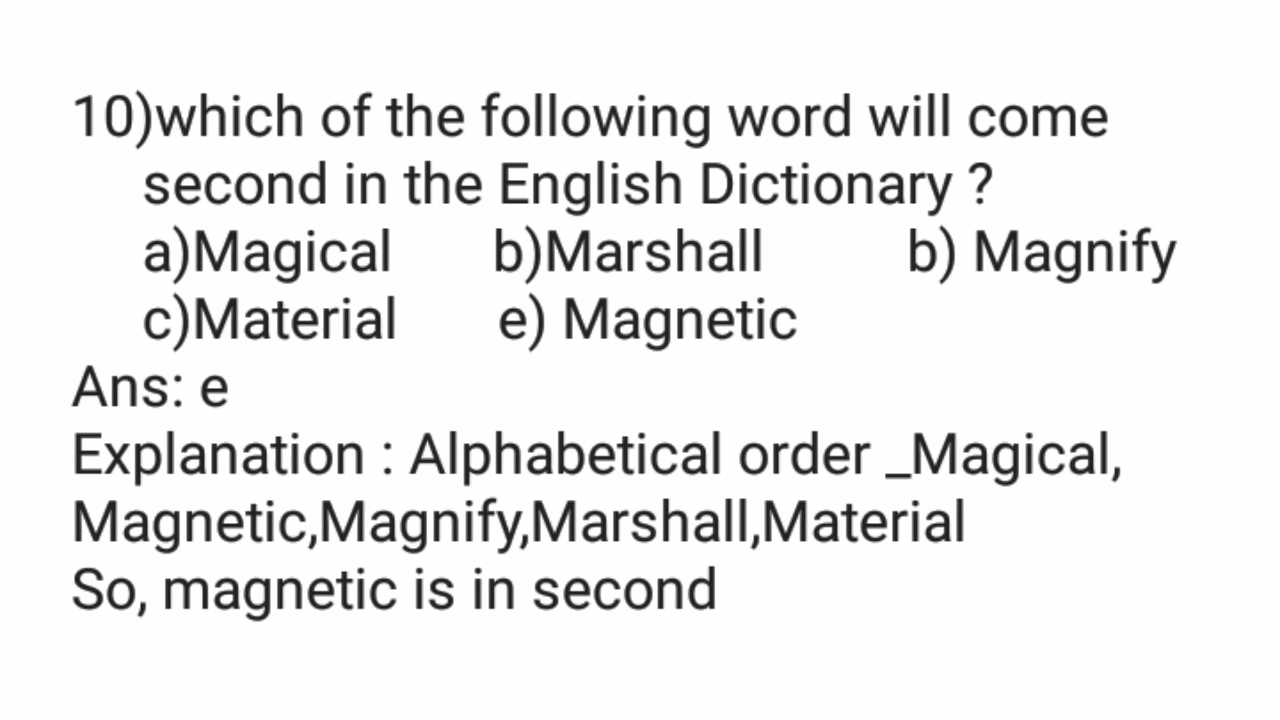 10)which of the following word will come
second in the English Dictionary ?
a)Magical b)Marshall b) Magnify
c)Material e) Magnetic
Ans: e
Explanation : Alphabetical order _Magical,
Magnetic,Magnify,Marshall,Material
So, magnetic is in second